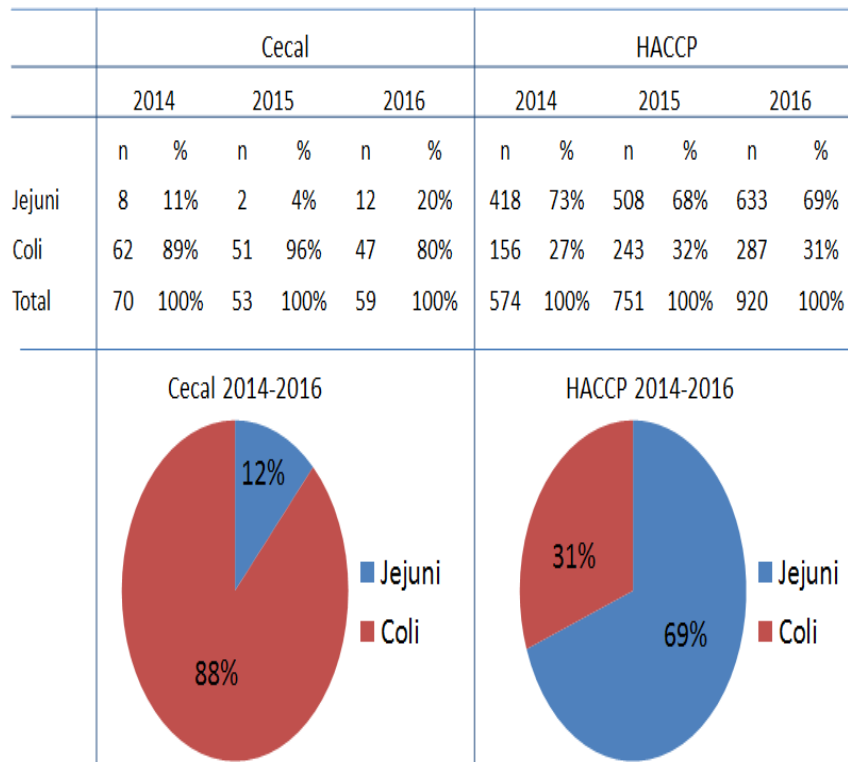 Cecal HACCP
2014 2015 2016 2014 2015 2016
n % n % n % n % n % n %
Jejuni 8 11% 2 4% 12 20% 418 73% 508 68% 633 69%
Coli 62 89% 51 96% 47 80% 156 27% 243 32% 287 31%
Total 70 100% 53 100% 59 100% 574 100% 751 100% 920 100%
Cecal 2014-2016
12%
88%
Jejuni
Coli
HACCP 2014-2016
31%
69%
Jejuni
Coli